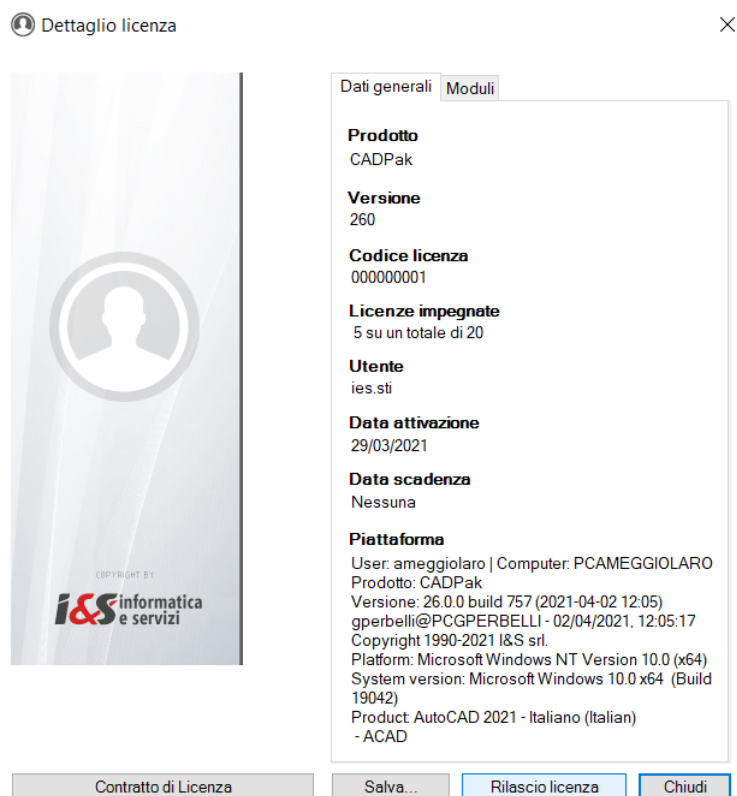 Dettaglio licenza
Dati generali
Moduli
Prodotto
CADPak
Versione
260
Codice licenza
000000001
Licenze impegnate
5 su un totale di 20
Utente
ies.sti
Data attivazione
29/03/2021
Data scadenza
Nessuna
Piattaforma
User: ameggiolaro | Computer: PCAMEGGIOLARO
Prodotto: CADPak
Versione: 26.0.0 build 757 (2021-04-02 12:05)
gperbelli@PCGPERBELLI - 02/04/2021, 12:05:17
Copyright 1990-2021 I&S srl.
Platform: Microsoft Windows NT Version 10.0 (x64)
System version: Microsoft Windows 10.0 x64 (Build
19042)
Product: AutoCAD 2021 - Italiano (Italian)
- ACAD
COPYRIGHT BY
i&S informatica
e servizi
Contratto di Licenza
Salva...
Rilascio licenza
Chiudi